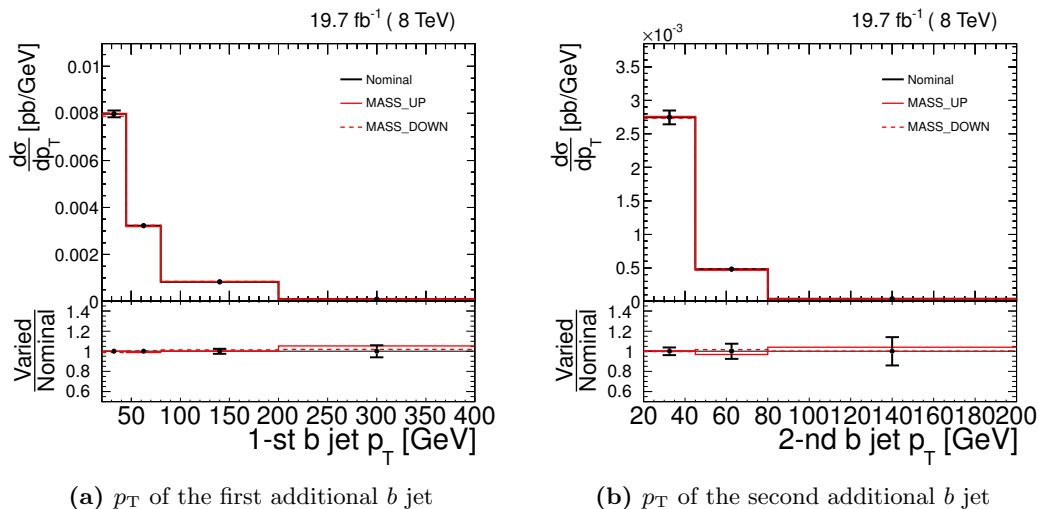 19.7 fb⁻¹ ( 8 TeV)
0.01
0.008
0.006
0.004
0.002
0
dσ/dp_T [pb/GeV]
Nominal
MASS_UP
MASS_DOWN
1.4
1.2
1
0.8
0.6
Varied/Nominal
50 100 150 200 250 300 350 400
1-st b jet p_T [GeV]
(a) p_T of the first additional b jet
19.7 fb⁻¹ ( 8 TeV)
×10⁻³
3.5
3
2.5
2
1.5
1
0.5
0
dσ/dp_T [pb/GeV]
Nominal
MASS_UP
MASS_DOWN
1.4
1.2
1
0.8
0.6
Varied/Nominal
20 40 60 80 100 120 140 160 180 200
2-nd b jet p_T [GeV]
(b) p_T of the second additional b jet